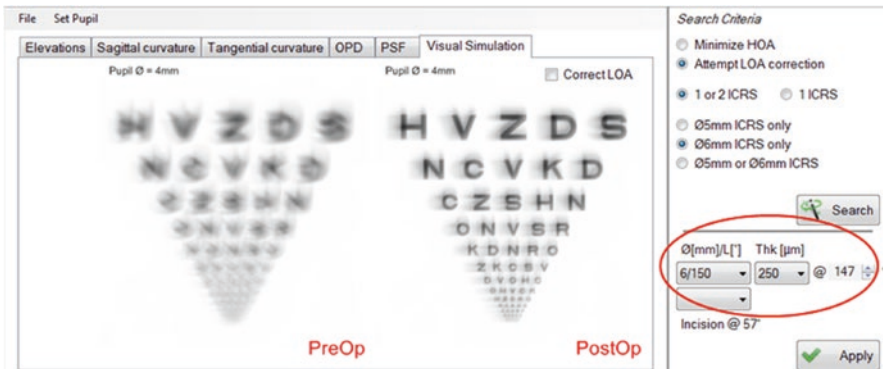 File Set Pupil
Elevations Sagittal curvature Tangential curvature OPD PSF Visual Simulation
Pupil Ø = 4mm
Pupil Ø = 4mm
Correct LOA
H V Z D S
H V Z D S
N C V K D
N C V K D
C Z S H N
C Z S H N
O N V S R
K D N R O
Z K C S V
D V O H C
PreOp
PostOp
Search Criteria
Minimize HOA
Attempt LOA correction
1 or 2 ICRS 1 ICRS
Ø5mm ICRS only
Ø6mm ICRS only
Ø5mm or Ø6mm ICRS
Search
Ø[mm]/L[°] Thk [µm]
6/150 250 @ 147 °
Incision @ 57°
Apply